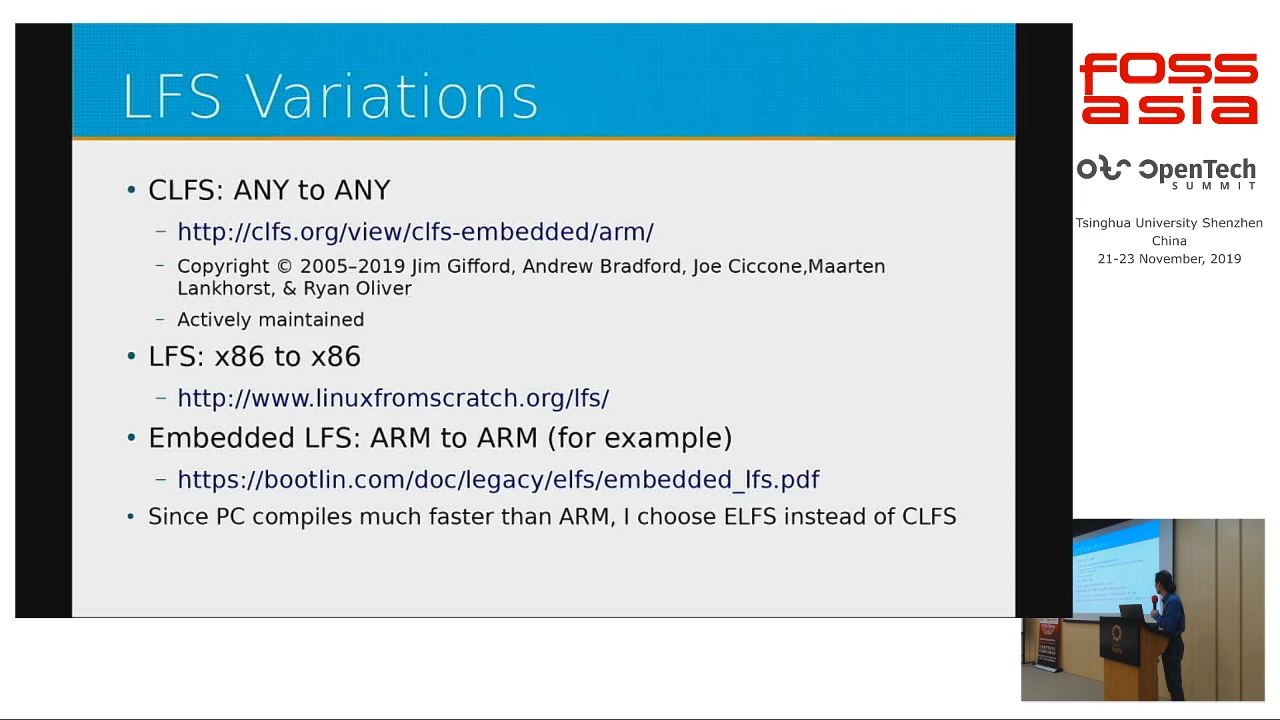 LFS Variations
• CLFS: ANY to ANY
– http://clfs.org/view/clfs-embedded/arm/
– Copyright © 2005–2019 Jim Gifford, Andrew Bradford, Joe Ciccone,Maarten
Lankhorst, & Ryan Oliver
– Actively maintained
• LFS: x86 to x86
– http://www.linuxfromscratch.org/lfs/
• Embedded LFS: ARM to ARM (for example)
– https://bootlin.com/doc/legacy/elfs/embedded_lfs.pdf
• Since PC compiles much faster than ARM, I choose ELFS instead of CLFS
foss
asia
OpenTech
SUMMIT
Tsinghua University Shenzhen
China
21-23 November, 2019